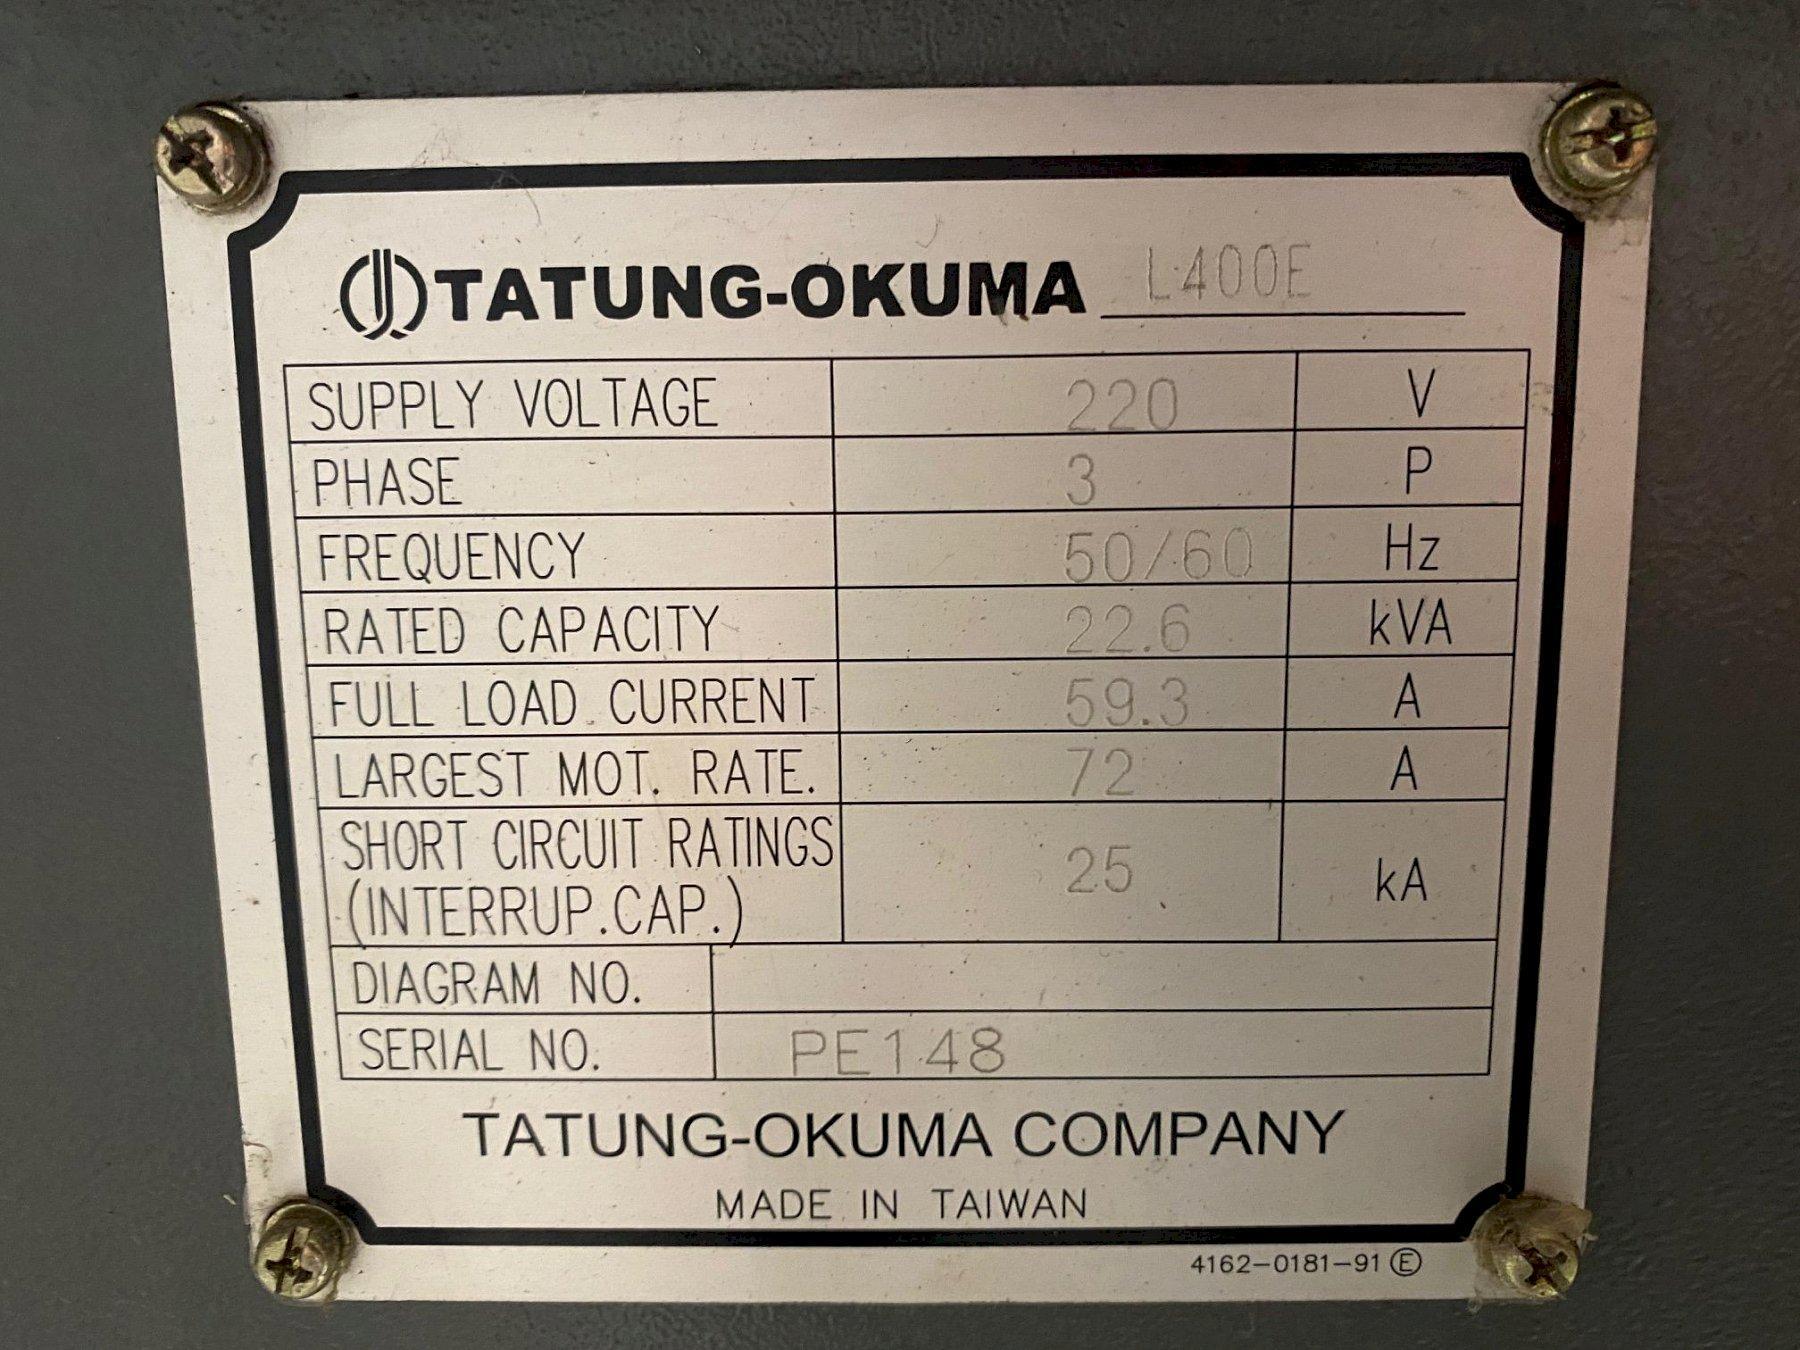 TATUNG-OKUMA L400E
SUPPLY VOLTAGE 220 V
PHASE 3 P
FREQUENCY 50/60 Hz
RATED CAPACITY 22.6 kVA
FULL LOAD CURRENT 59.3 A
LARGEST MOT. RATE. 72 A
SHORT CIRCUIT RATINGS
(INTERRUP.CAP.) 25 kA
DIAGRAM NO.
SERIAL NO. PE148
TATUNG-OKUMA COMPANY
MADE IN TAIWAN
4162-0181-91 Ⓔ